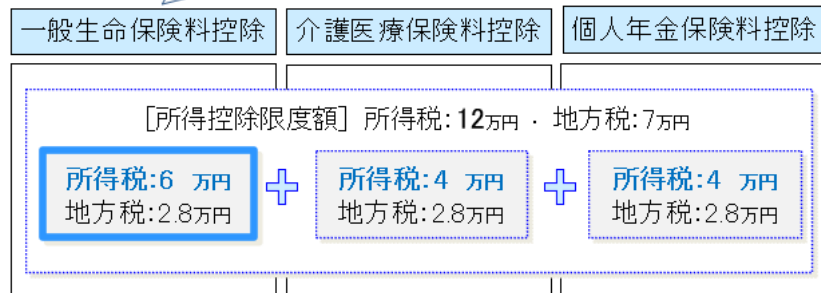 一般生命保険料控除 介護医療保険料控除 個人年金保険料控除
[所得控除限度額] 所得税:12万円 ・ 地方税:7万円
所得税:6 万円 + 所得税:4 万円 + 所得税:4 万円
地方税:2.8万円 地方税:2.8万円 地方税:2.8万円